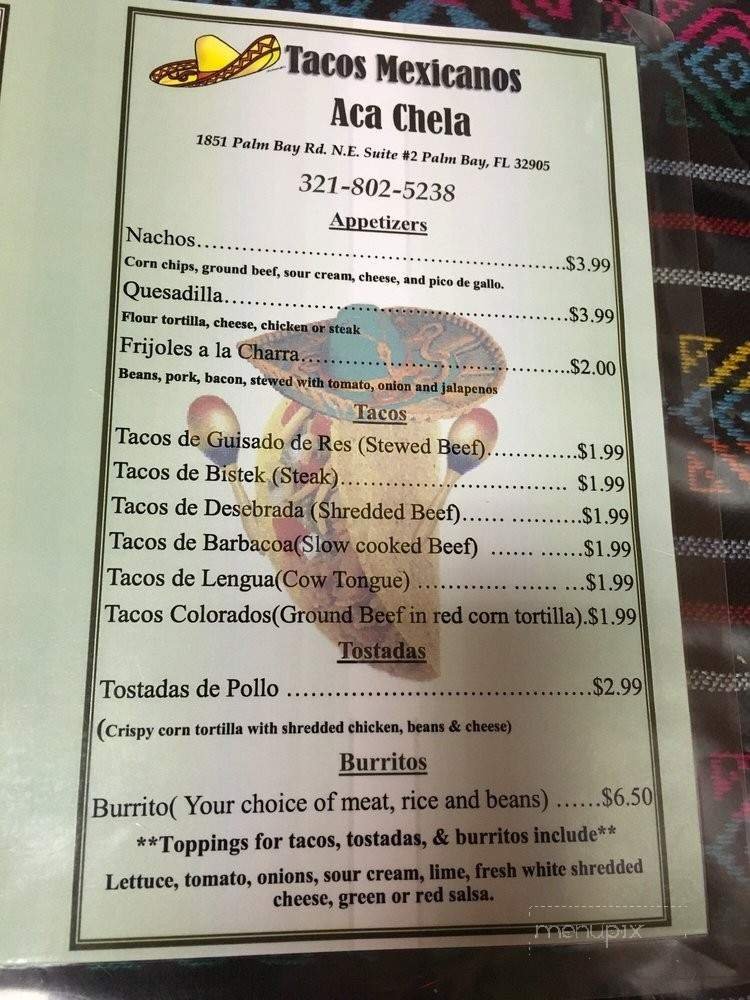 Tacos Mexicanos
Aca Chela
1851 Palm Bay Rd. N.E. Suite #2 Palm Bay, FL 32905
321-802-5238
Appetizers
Nachos..............................................$3.99
Corn chips, ground beef, sour cream, cheese, and pico de gallo.
Quesadilla..........................................$3.99
Flour tortilla, cheese, chicken or steak
Frijoles a la Charra................................$2.00
Beans, pork, bacon, stewed with tomato, onion and jalapenos
Tacos
Tacos de Guisado de Res (Stewed Beef).............$1.99
Tacos de Bistek (Steak)................................ $1.99
Tacos de Desebrada (Shredded Beef)...... ..........$1.99
Tacos de Barbacoa(Slow cooked Beef) ...... ......$1.99
Tacos de Lengua(Cow Tongue) ............ ...... ...$1.99
Tacos Colorados(Ground Beef in red corn tortilla).$1.99
Tostadas
Tostadas de Pollo ......................................$2.99
(Crispy corn tortilla with shredded chicken, beans & cheese)
Burritos
Burrito( Your choice of meat, rice and beans) ......$6.50
**Toppings for tacos, tostadas, & burritos include**
Lettuce, tomato, onions, sour cream, lime, fresh white shredded
cheese, green or red salsa.
menupix